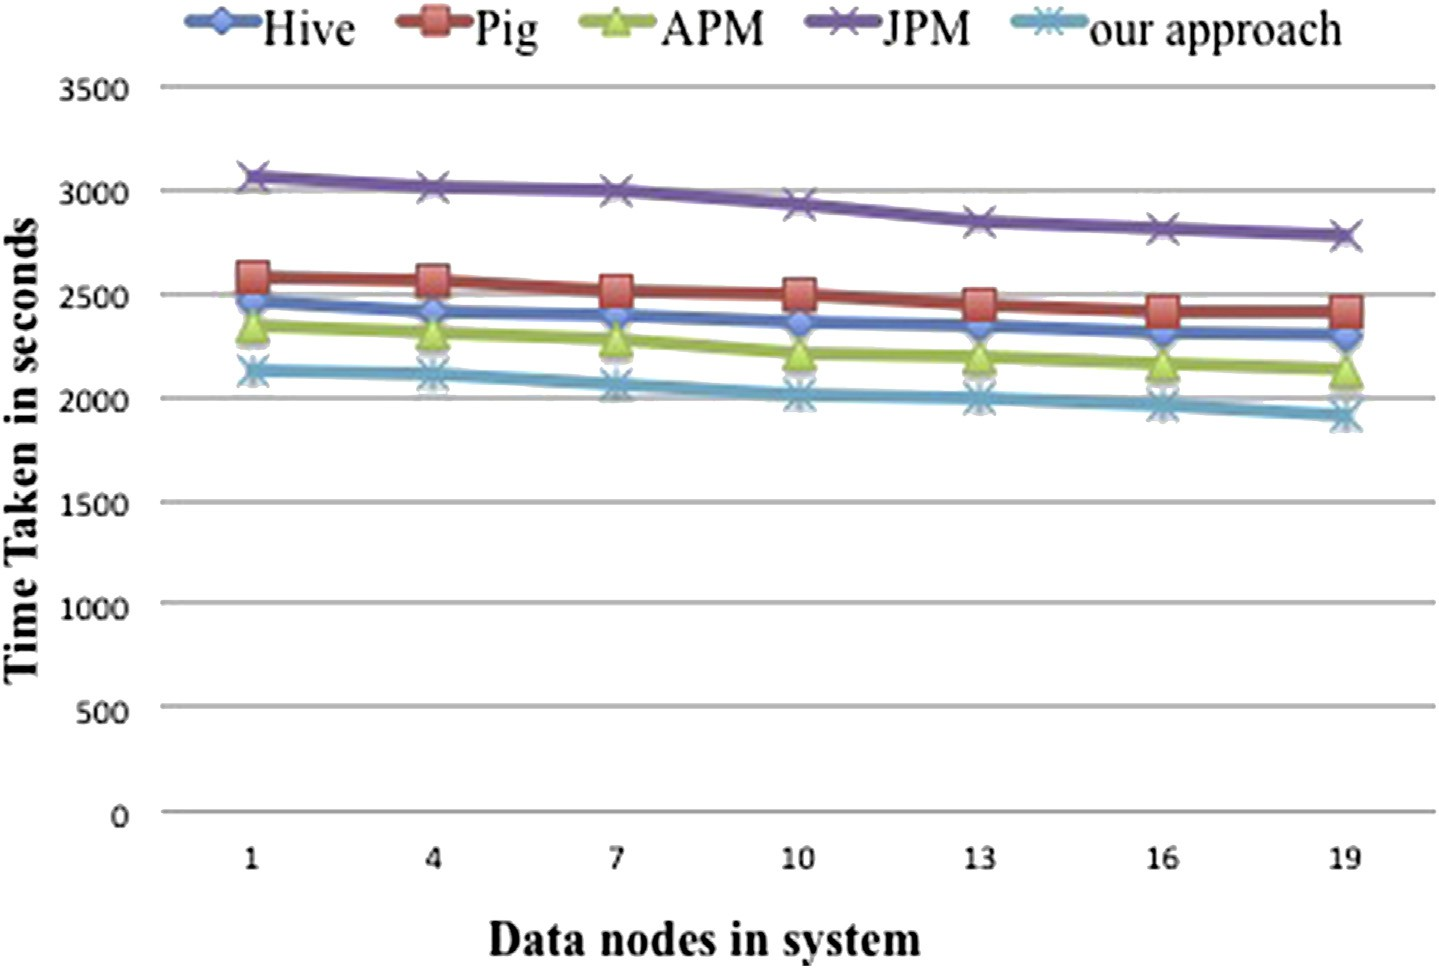 Hive Pig APM JPM our approach
3500
3000
2500
2000
1500
1000
500
0
Time Taken in seconds
1 4 7 10 13 16 19
Data nodes in system